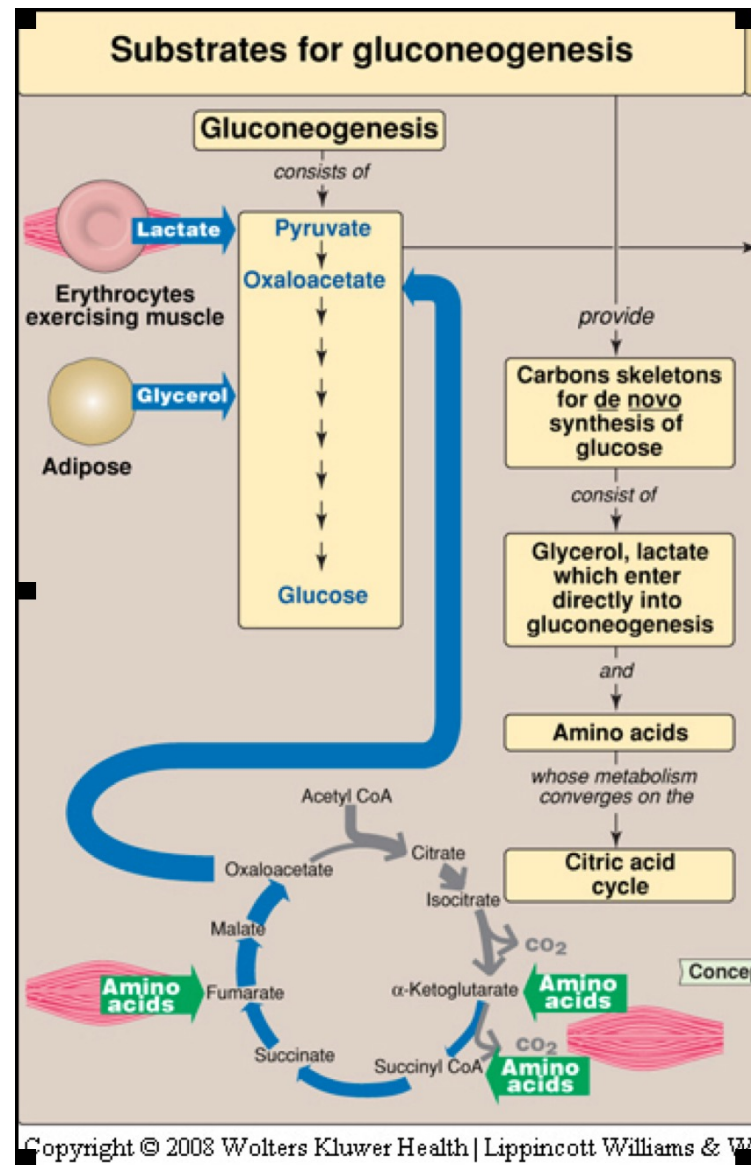 Substrates for gluconeogenesis
Gluconeogenesis
consists of
Lactate
Pyruvate
Oxaloacetate
Erythrocytes
exercising muscle
Glycerol
Adipose
Glucose
provide
Carbons skeletons
for de novo
synthesis of
glucose
consist of
Glycerol, lactate
which enter
directly into
gluconeogenesis
and
Amino acids
whose metabolism
converges on the
Citric acid
cycle
Acetyl CoA
Oxaloacetate
Citrate
Isocitrate
Malate
CO2
Amino
acids
Fumarate
α-Ketoglutarate
Amino
acids
CO2
Succinate
Succinyl CoA
Amino
acids
Concep
Copyright © 2008 Wolters Kluwer Health | Lippincott Williams & W